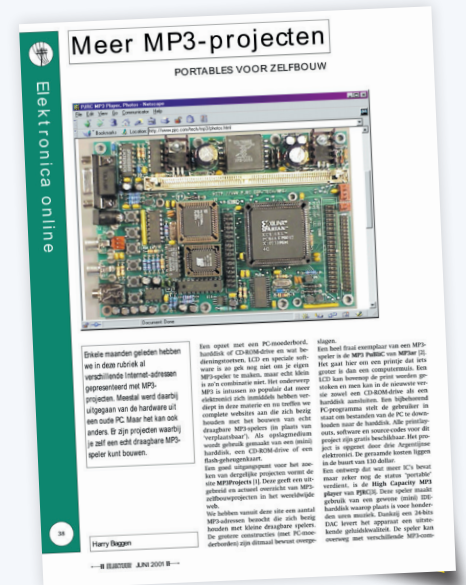 Meer MP3-projecten
PORTABLES VOOR ZELFBOUW
Elektronica online
PJRC MP3 Player, Photos - Netscape
File Edit View Go Communicator Help
Bookmarks Location
Document: Done
XILINX
Enkele maanden geleden hebben
we in deze rubriek al
verschillende Internet-adressen
gepresenteerd met MP3-
projecten. Meestal werd daarbij
uitgegaan van de hardware uit
een oude PC. Maar het kan ook
anders. Er zijn projecten waarbij
je zelf een echt draagbare MP3-
speler kunt bouwen.
Harry Baggen
Een opzet met een PC-moederbord,
harddisk of CD-ROM-drive en wat be-
dieningstoetsen, LCD en speciale soft-
ware is zo gek nog niet om je eigen
MP3-speler te maken, maar echt klein
is zo'n combinatie niet. Het onderwerp
MP3 is intussen zo populair dat meer
elektronici zich inmiddels hebben ver-
diept in deze materie en nu treffen we
complete websites aan die zich bezig
houden met het bouwen van echt
draagbare MP3-spelers (in plaats van
'verplaatsbaar'). Als opslagmedium
wordt gebruik gemaakt van een (mini)
harddisk, een CD-ROM-drive of een
flash-geheugenkaart.
Een goed uitgangspunt voor het zoe-
ken van dergelijke projecten vormt de
site MP3Projects [1]. Deze geeft een uit-
gebreid en actueel overzicht van MP3-
zelfbouwprojecten in het wereldwijde
web.
We hebben vanuit deze site een aantal
MP3-adressen bezocht die zich bezig
houden met kleine draagbare spelers.
De grotere constructies (met PC-moe-
derborden) zijn ditmaal bewust overge-
slagen.
Een heel fraai exemplaar van een MP3-
speler is de
Het gaat hier om een printje dat iets
groter is dan een computermuis. Een
LCD kan bovenop de print worden ge-
stoken en men kan in de nieuwste ver-
sie zowel een CD-ROM-drive als een
harddisk aansluiten. Een bijbehorend
PC-programma stelt de gebruiker in
staat om bestanden van de PC te down-
loaden naar de harddisk. Alle printlay-
outs, software en source-codes voor dit
project zijn gratis beschikbaar. Het pro-
ject is opgezet door drie Argentijnse
elektronici. De geraamde kosten liggen
in de buurt van 130 dollar.
Een ontwerp dat wat meer IC's bevat
maar zeker nog de status 'portable'
verdient, is de High Capacity MP3
player van PJRC[3]. Deze speler maakt
gebruik van een gewone (mini) IDE-
harddisk waarop plaats is voor honder-
den uren muziek. Dankzij een 24-bits
DAC levert het apparaat een uitste-
kende geluidskwaliteit. De speler kan
overweg met verschillende MP3-com-
38
ELEKTUUR JUNI 2001